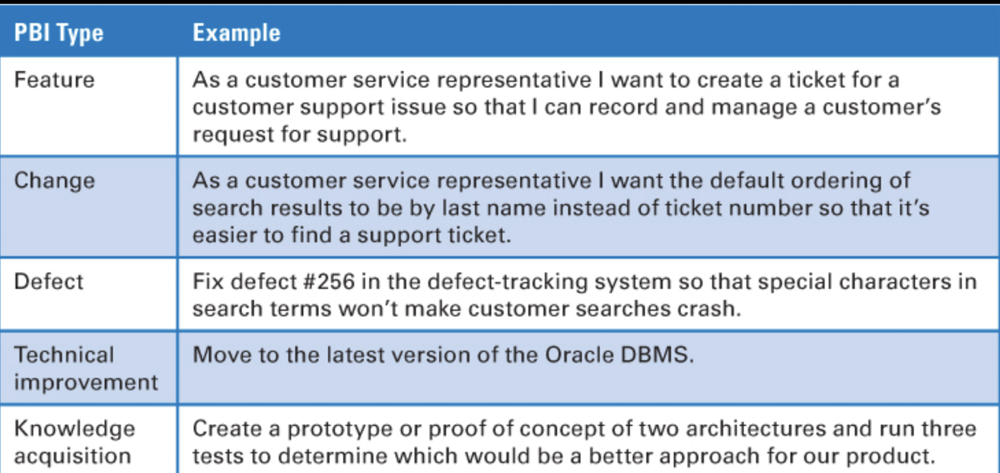 PBI Type Example
Feature As a customer service representative I want to create a ticket for a
customer support issue so that I can record and manage a customer's
request for support.
Change As a customer service representative I want the default ordering of
search results to be by last name instead of ticket number so that it's
easier to find a support ticket.
Defect Fix defect #256 in the defect-tracking system so that special characters in
search terms won't make customer searches crash.
Technical Move to the latest version of the Oracle DBMS.
improvement
Knowledge Create a prototype or proof of concept of two architectures and run three
acquisition tests to determine which would be a better approach for our product.